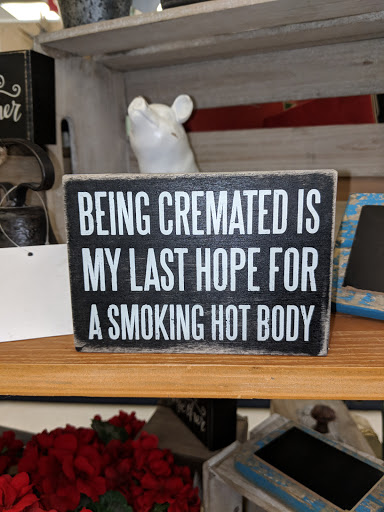 BEING CREMATED IS
MY LAST HOPE FOR
A SMOKING HOT BODY